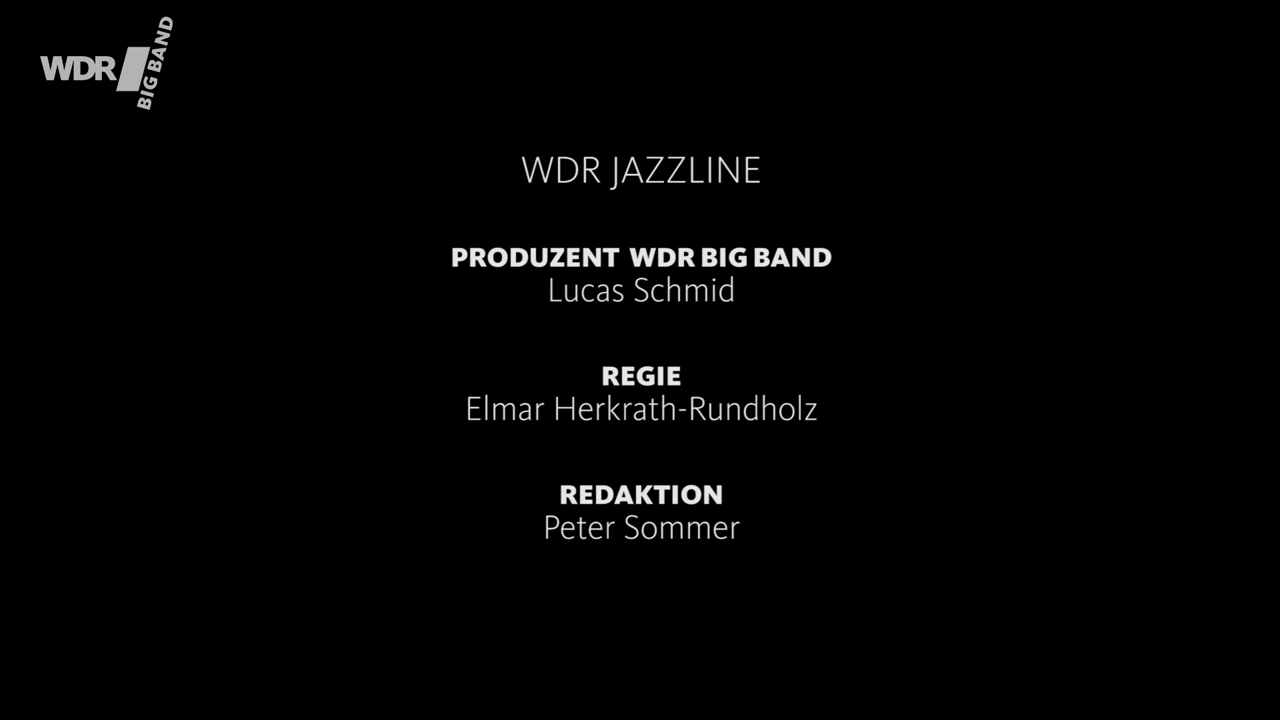 WDR BIG BAND
WDR JAZZLINE
PRODUZENT WDR BIG BAND
Lucas Schmid
REGIE
Elmar Herkrath-Rundholz
REDAKTION
Peter Sommer